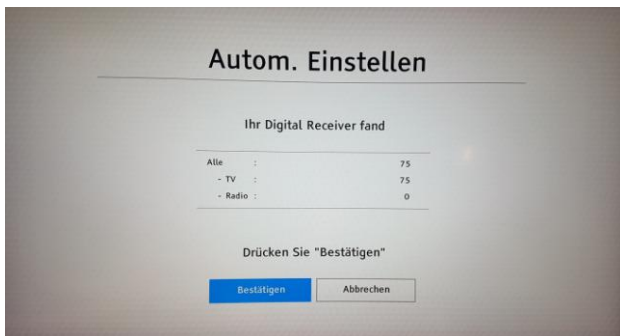 Autom. Einstellen
Ihr Digital Receiver fand
Alle : 75
- TV : 75
- Radio : 0
Drücken Sie "Bestätigen"
Bestätigen Abbrechen